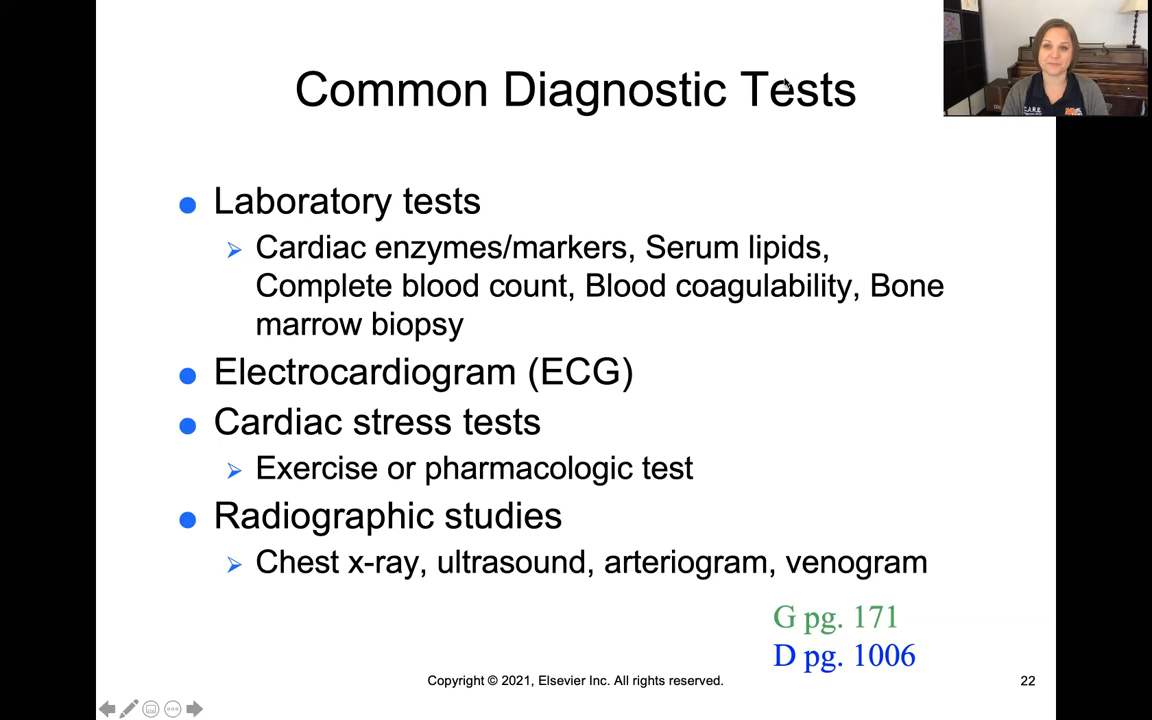 Common Diagnostic Tests
Laboratory tests
Cardiac enzymes/markers, Serum lipids,
Complete blood count, Blood coagulability, Bone
marrow biopsy
Electrocardiogram (ECG)
Cardiac stress tests
Exercise or pharmacologic test
Radiographic studies
Chest x-ray, ultrasound, arteriogram, venogram
G pg. 171
D pg. 1006
Copyright © 2021, Elsevier Inc. All rights reserved.
22